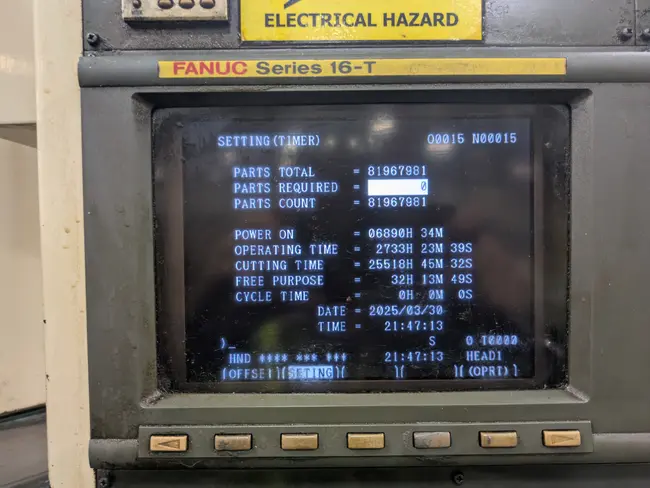 ELECTRICAL HAZARD
FANUC Series 16-T
SETTING(TIMER) O0015 N00015
PARTS TOTAL = 81967981
PARTS REQUIRED = 0
PARTS COUNT = 81967981
POWER ON = 06890H 34M
OPERATING TIME = 2733H 23M 39S
CUTTING TIME = 25518H 45M 32S
FREE PURPOSE = 32H 13M 49S
CYCLE TIME = 0H 0M 0S
DATE = 2025/03/30
TIME = 21:47:13
)_ S 0 T0000
HND **** *** *** 21:47:13 HEAD1
[OFFSET][SETING][ ][ ][(OPRT)]